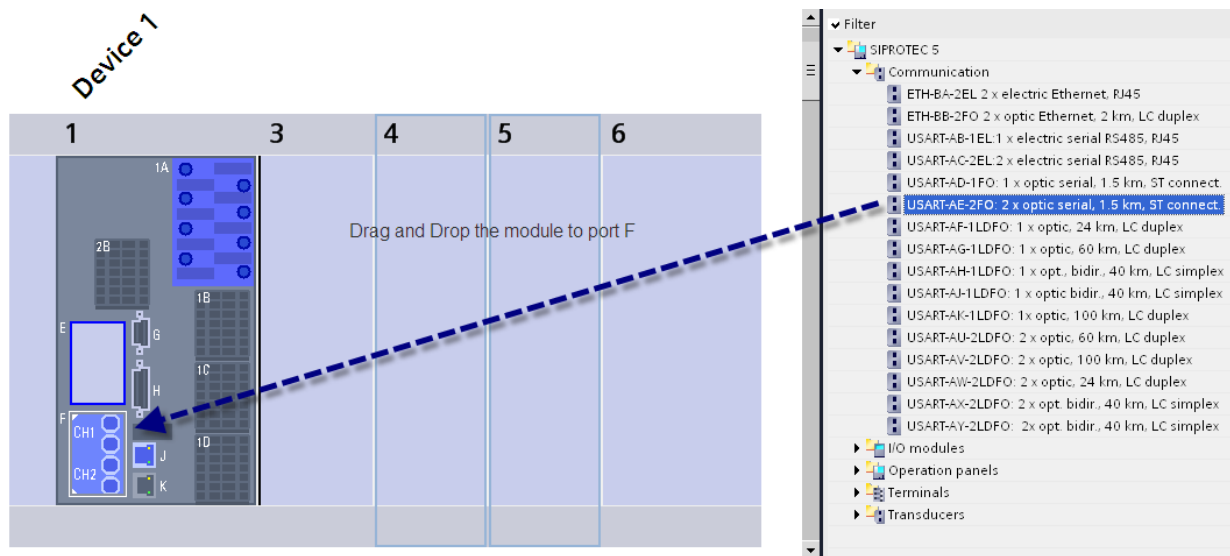 Device 1
1 3 4 5 6
1A
2B
1B
E
G
1C
H
F
CH1
1D
J
CH2
K
Drag and Drop the module to port F
Filter
SIPROTEC 5
Communication
ETH-BA-2EL 2 x electric Ethernet, RJ45
ETH-BB-2FO 2 x optic Ethernet, 2 km, LC duplex
USART-AB-1EL:1 x electric serial RS485, RJ45
USART-AC-2EL:2 x electric serial RS485, RJ45
USART-AD-1FO: 1 x optic serial, 1.5 km, ST connect.
USART-AE-2FO: 2 x optic serial, 1.5 km, ST connect.
USART-AF-1LDFO: 1 x optic, 24 km, LC duplex
USART-AG-1LDFO: 1 x optic, 60 km, LC duplex
USART-AH-1LDFO: 1 x opt., bidir., 40 km, LC simplex
USART-AJ-1LDFO: 1 x optic bidir., 40 km, LC simplex
USART-AK-1LDFO: 1x optic, 100 km, LC duplex
USART-AU-2LDFO: 2 x optic, 60 km, LC duplex
USART-AV-2LDFO: 2 x optic, 100 km, LC duplex
USART-AW-2LDFO: 2 x optic, 24 km, LC duplex
USART-AX-2LDFO: 2 x opt. bidir., 40 km, LC simplex
USART-AY-2LDFO: 2x opt. bidir., 40 km, LC simplex
I/O modules
Operation panels
Terminals
Transducers